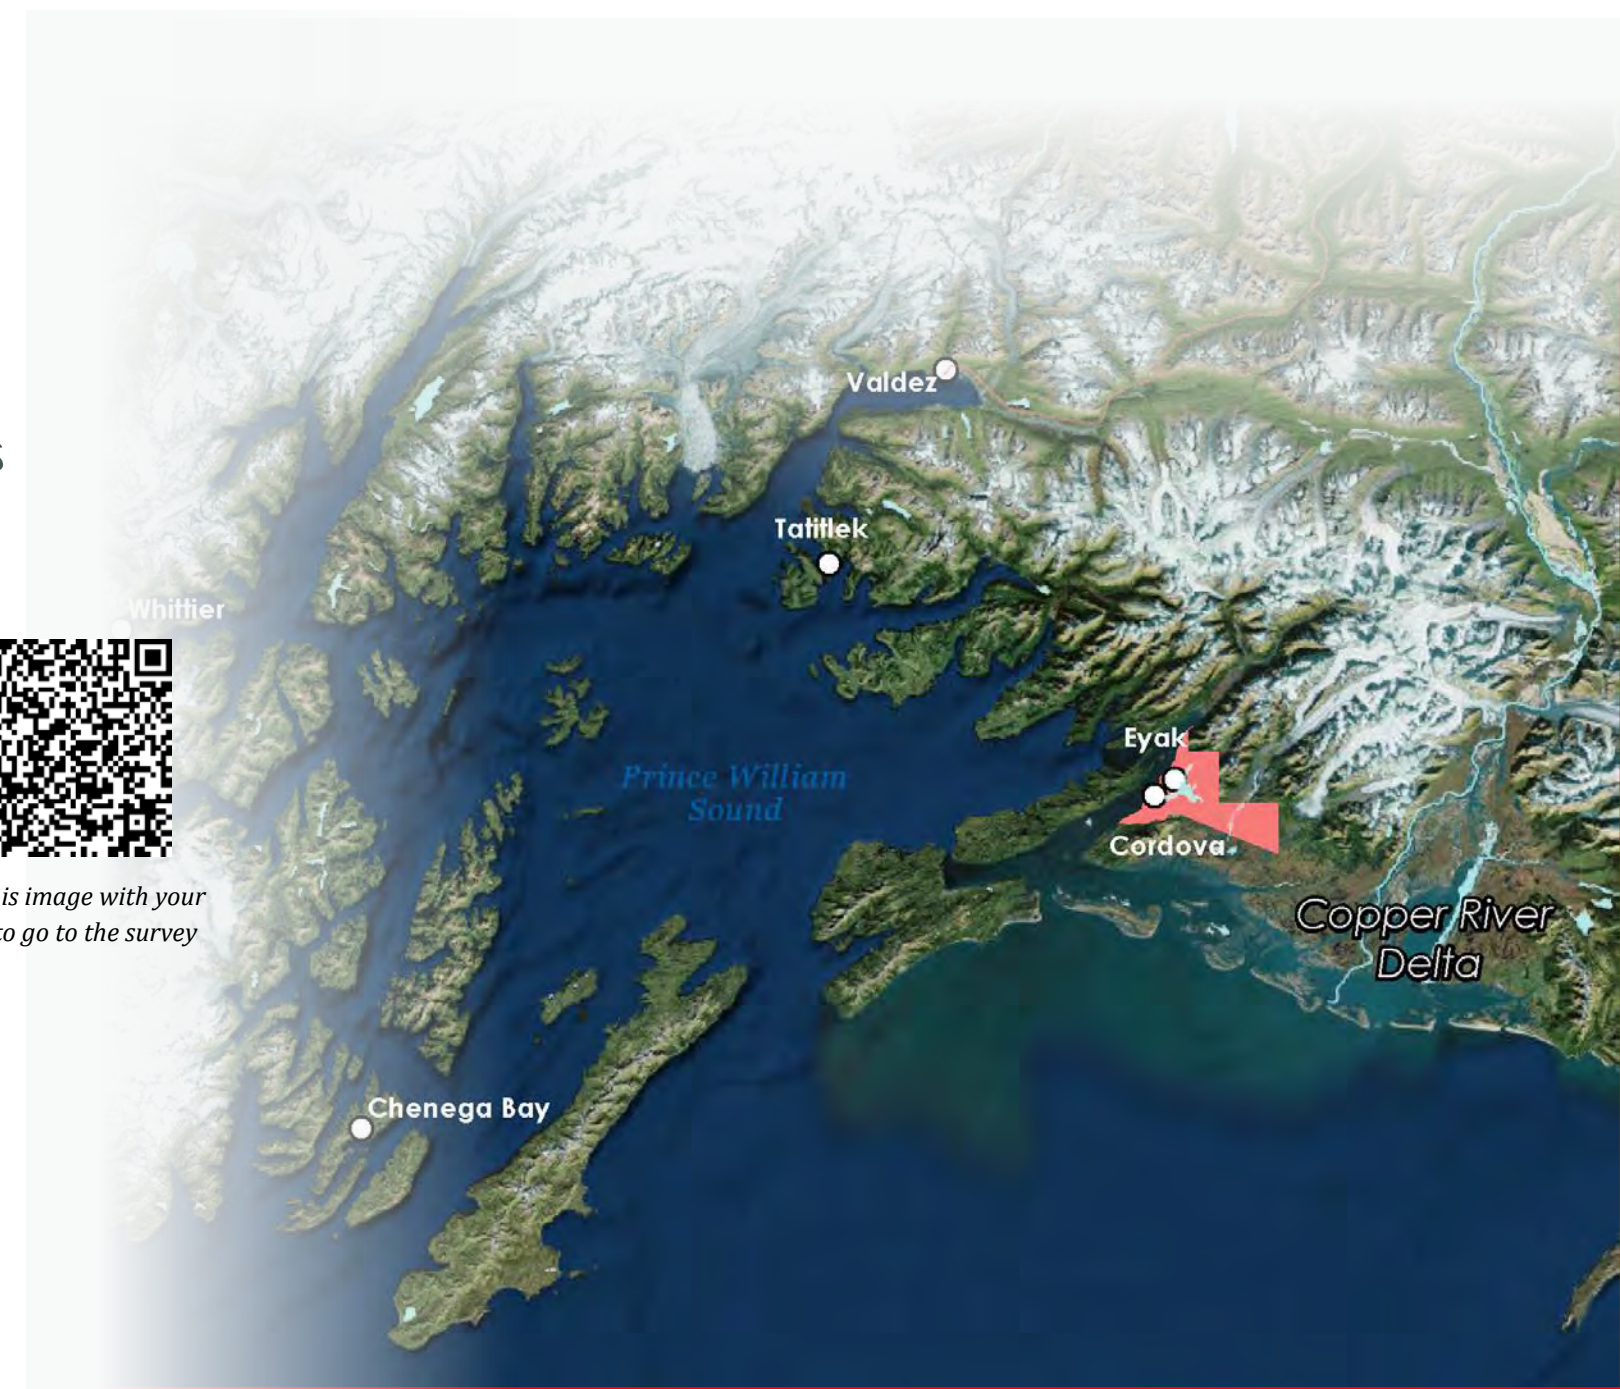 Valdez
Tatitlek
Whittier
Eyak
Prince William
Sound
Cordova
is image with your
to go to the survey
Copper River
Delta
Chenega Bay